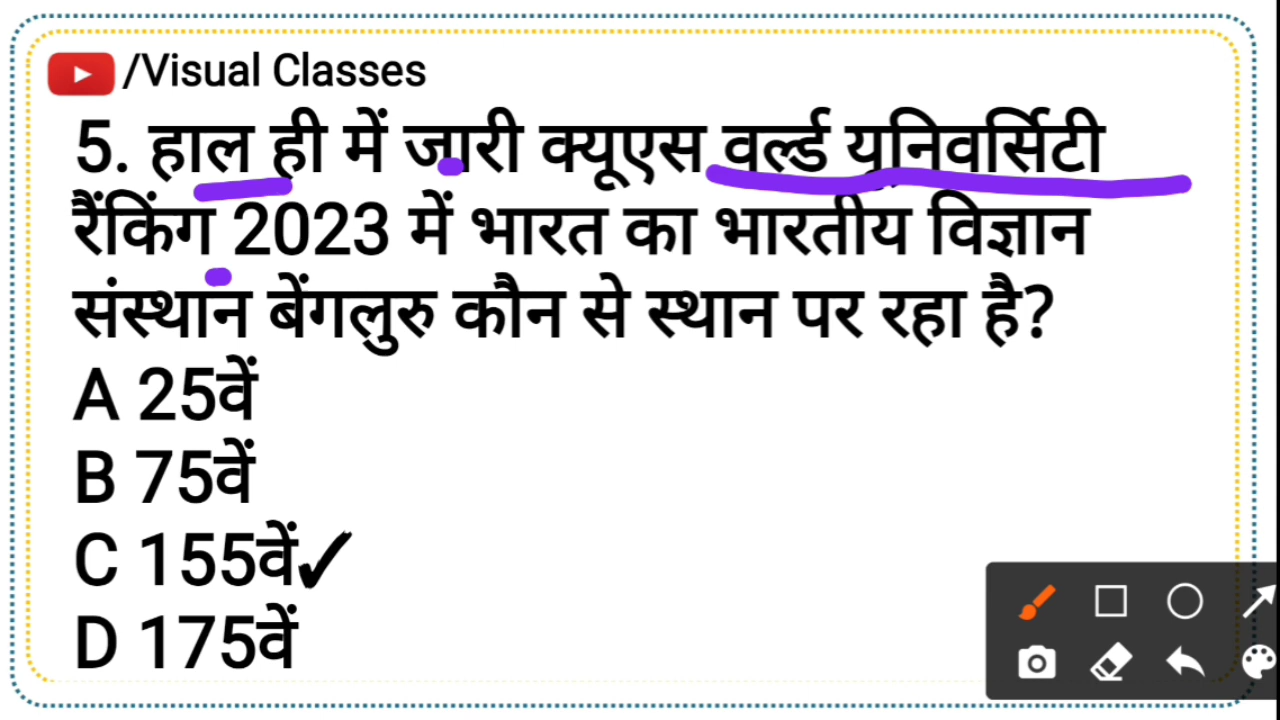 /Visual Classes
5. हाल ही में जारी क्यूएस वर्ल्ड यूनिवर्सिटी
रैंकिंग 2023 में भारत का भारतीय विज्ञान
संस्थान बेंगलुरु कौन से स्थान पर रहा है?
A 25वें
B 75वें
C 155वें✓
D 175वें